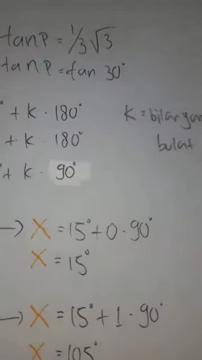 tan P = 1/3 √3
tan P = tan 30°
° + k · 180° k = bilangan
+ k · 180° bulat
+ k · 90°
→ X = 15° + 0 · 90°
X = 15°
→ X = 15° + 1 · 90°
X = 105°